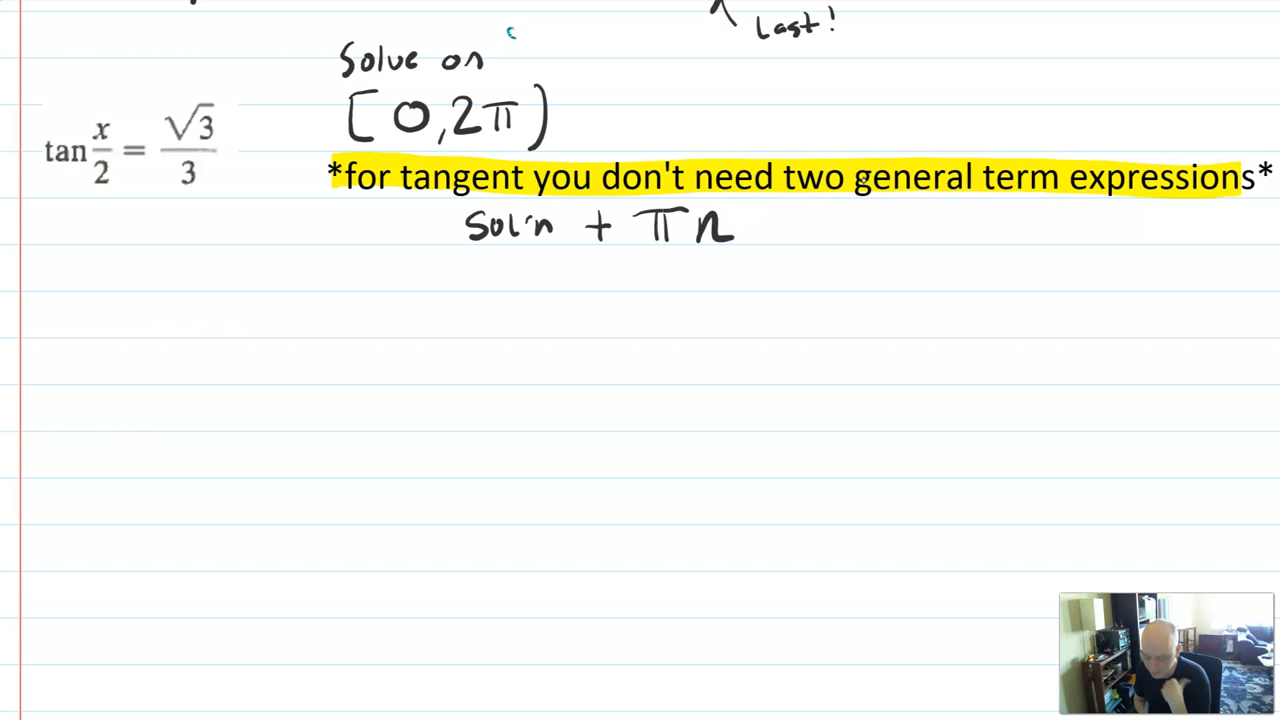 Last!
Solve on
[0,2π)
tan x/2 = √3/3
*for tangent you don't need two general term expressions*
Sol'n + πn